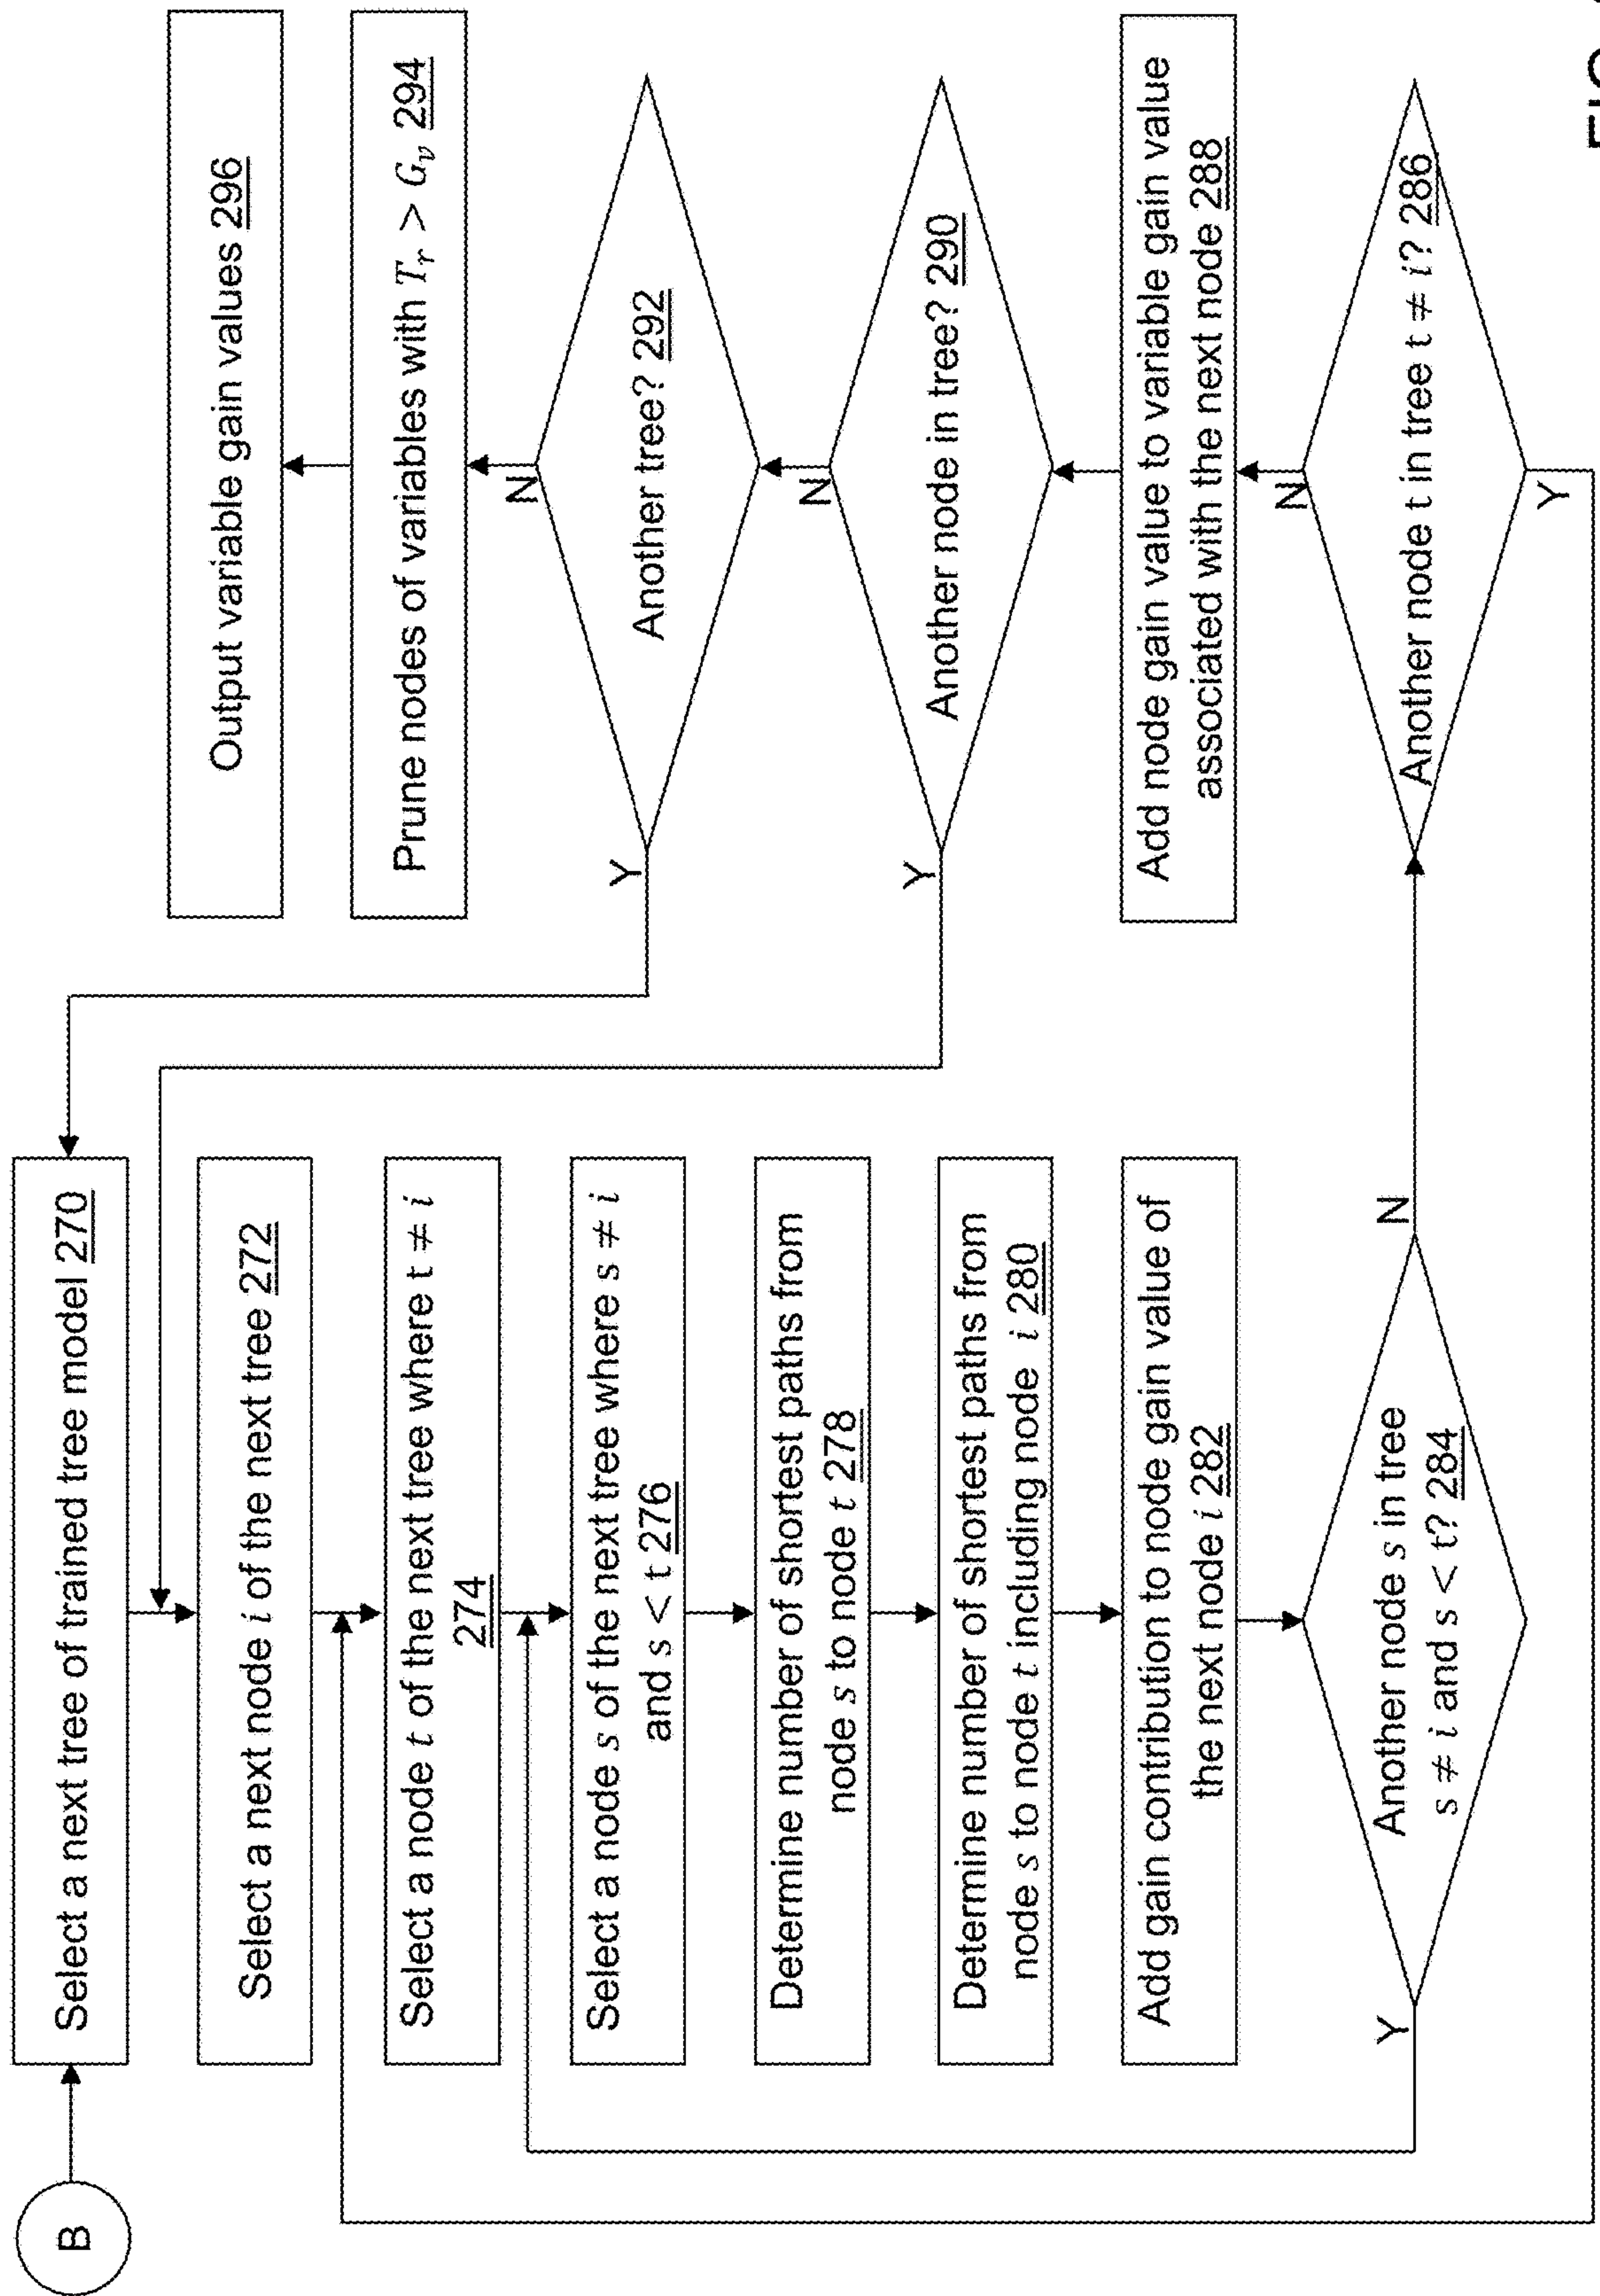 B
Select a next tree of trained tree model 270
Select a next node i of the next tree 272
Select a node t of the next tree where t ≠ i
274
Select a node s of the next tree where s ≠ i
and s < t 276
Determine number of shortest paths from
node s to node t 278
Determine number of shortest paths from
node s to node t including node i 280
Add gain contribution to node gain value of
the next node i 282
Another node s in tree
s ≠ i and s < t? 284
Y
N
Another node t in tree t ≠ i? 286
Y
N
Add node gain value to variable gain value
associated with the next node 288
Another node in tree? 290
Y
N
Another tree? 292
Y
N
Prune nodes of variables with Tr > Gv 294
Output variable gain values 296